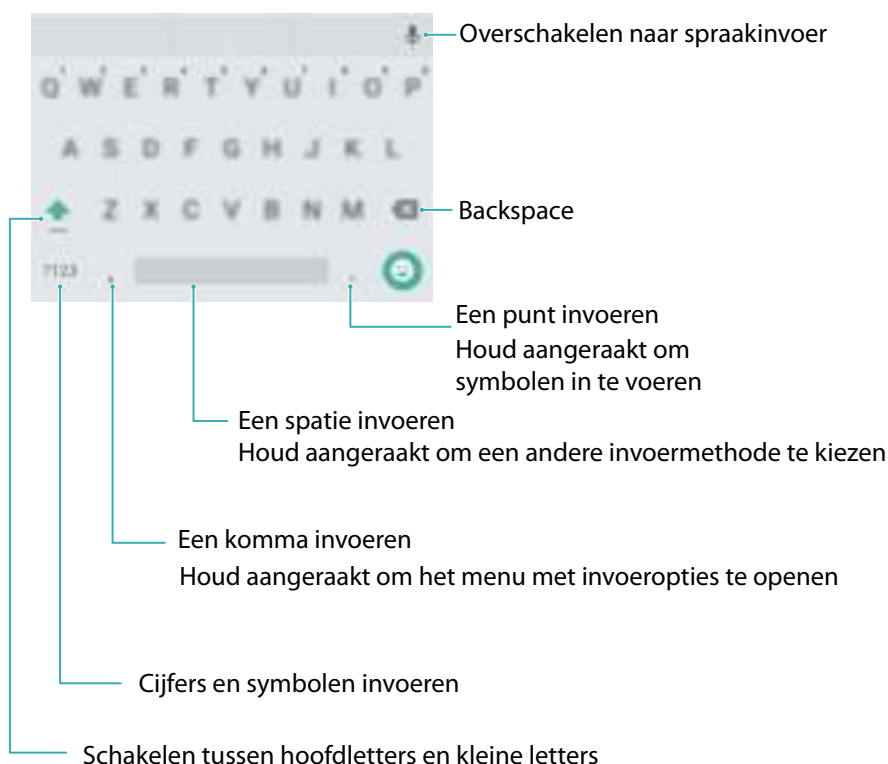 Overschakelen naar spraakinvoer
Q W E R T Y U I O P
A S D F G H J K L
Z X C V B N M
Backspace
?123 , .
Een punt invoeren
Houd aangeraakt om
symbolen in te voeren
Een spatie invoeren
Houd aangeraakt om een andere invoermethode te kiezen
Een komma invoeren
Houd aangeraakt om het menu met invoeropties te openen
Cijfers en symbolen invoeren
Schakelen tussen hoofdletters en kleine letters